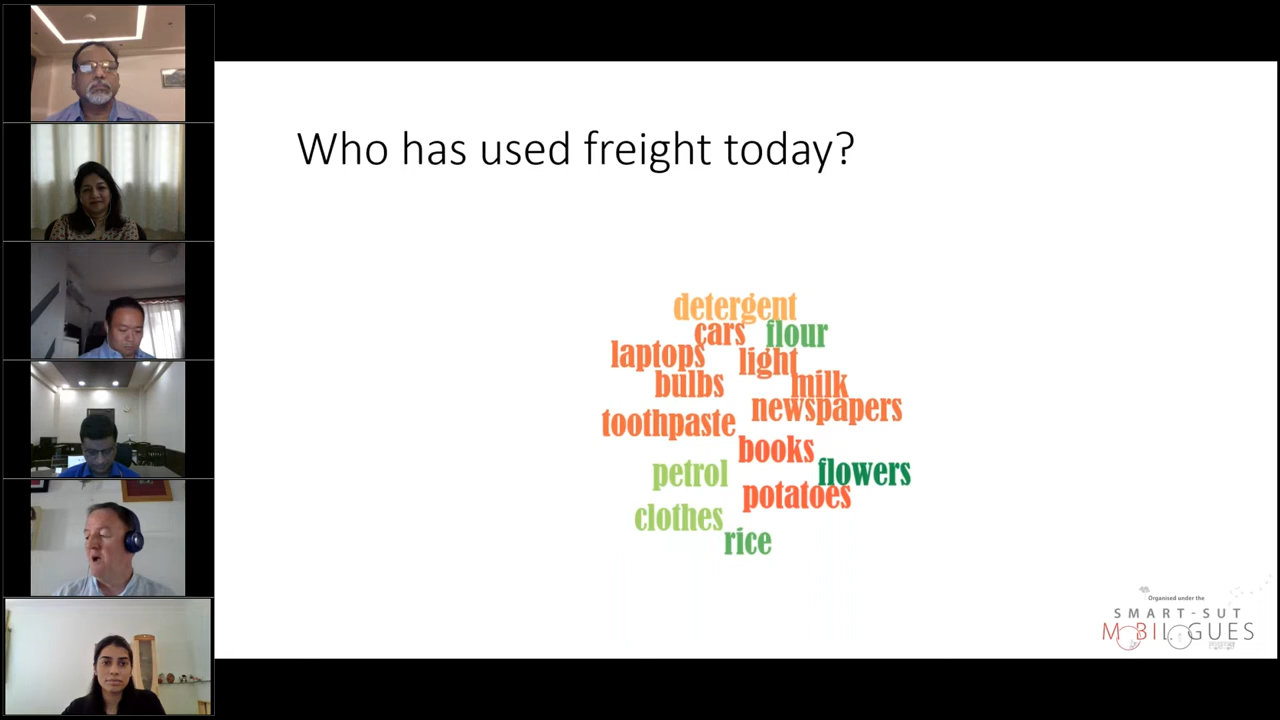 Who has used freight today?
detergent
cars flour
laptops light
bulbs milk
toothpaste newspapers
books
petrol flowers
potatoes
clothes
rice
Organised under the
SMART-SUT
MOBILOGUES